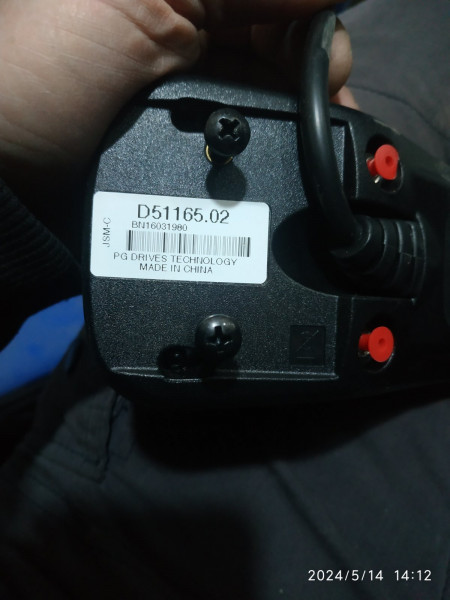 JSM-C
D51165.02
BN16031980
PG DRIVES TECHNOLOGY
MADE IN CHINA
2024/5/14 14:12